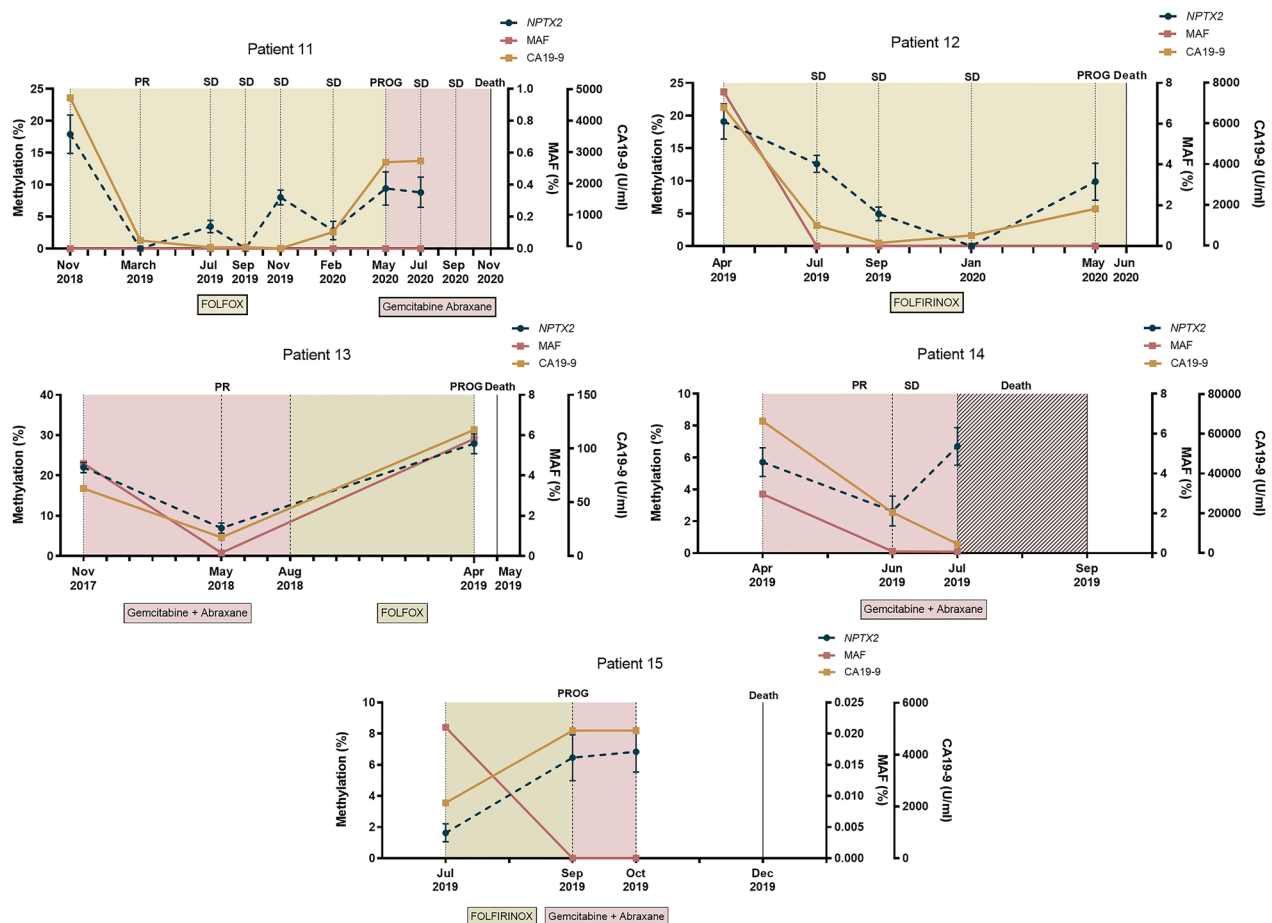 Patient 11
NPTX2
MAF
CA19-9
PR SD SD SD SD PROG SD SD Death
Methylation (%)
25
20
15
10
5
0
1.0
0.8
0.6
0.4
0.2
0.0
MAF (%)
5000
4000
3000
2000
1000
0
CA19-9 (U/ml)
Nov March Jul Sep Nov Feb May Jul Sep Nov
2018 2019 2019 2019 2019 2020 2020 2020 2020 2020
FOLFOX
Gemcitabine Abraxane
Patient 12
NPTX2
MAF
CA19-9
SD SD SD PROG Death
Methylation (%)
25
20
15
10
5
0
8
6
4
2
0
MAF (%)
8000
6000
4000
2000
0
CA19-9 (U/ml)
Apr Jul Sep Jan May Jun
2019 2019 2019 2020 2020 2020
FOLFIRINOX
Patient 13
NPTX2
MAF
CA19-9
PR PROG Death
Methylation (%)
40
30
20
10
0
8
6
4
2
0
MAF (%)
150
100
50
0
CA19-9 (U/ml)
Nov May Aug Apr May
2017 2018 2018 2019 2019
Gemcitabine + Abraxane
FOLFOX
Patient 14
NPTX2
MAF
CA19-9
PR SD Death
Methylation (%)
10
8
6
4
2
0
8
6
4
2
0
MAF (%)
80000
60000
40000
20000
0
CA19-9 (U/ml)
Apr Jun Jul Sep
2019 2019 2019 2019
Gemcitabine + Abraxane
Patient 15
NPTX2
MAF
CA19-9
PROG Death
Methylation (%)
10
8
6
4
2
0
0.025
0.020
0.015
0.010
0.005
0.000
MAF (%)
6000
4000
2000
0
CA19-9 (U/ml)
Jul Sep Oct Dec
2019 2019 2019 2019
FOLFIRINOX
Gemcitabine + Abraxane